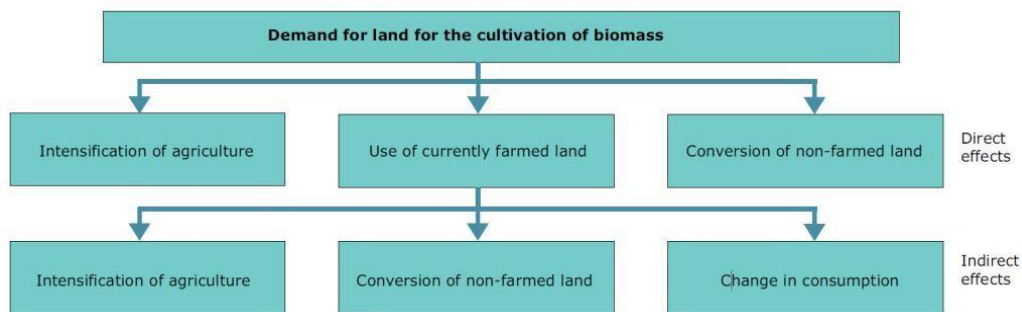 Demand for land for the cultivation of biomass
Intensification of agriculture
Use of currently farmed land
Conversion of non-farmed land
Direct
effects
Intensification of agriculture
Conversion of non-farmed land
Change in consumption
Indirect
effects